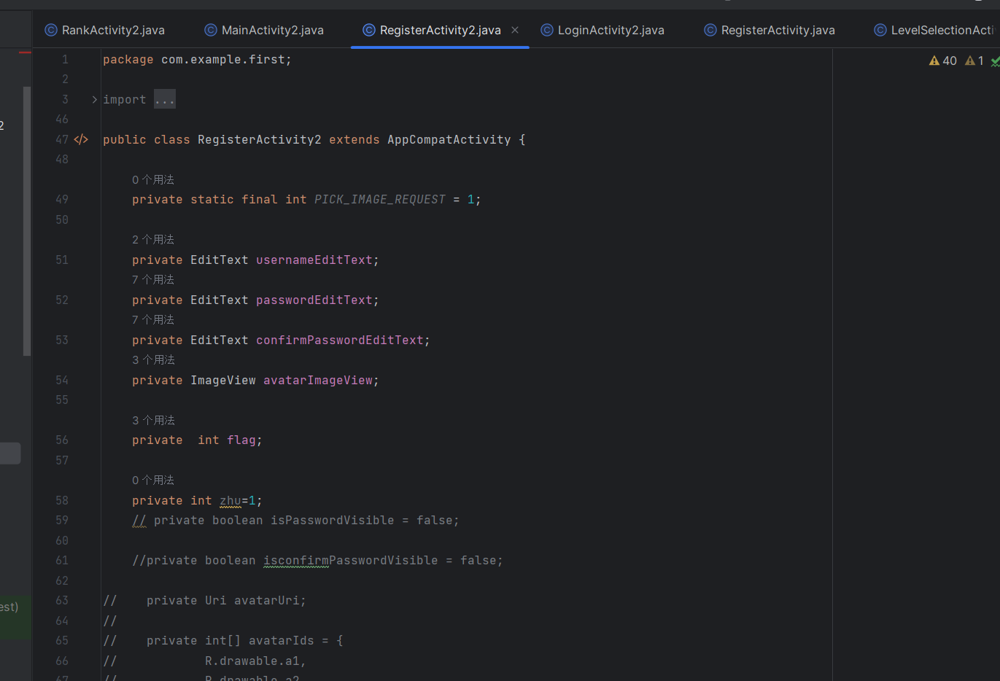 RankActivity2.java MainActivity2.java RegisterActivity2.java LoginActivity2.java RegisterActivity.java LevelSelectionActi
40 1
1 package com.example.first;
2
3 import ...
46
47 public class RegisterActivity2 extends AppCompatActivity {
48
0 个用法
49 private static final int PICK_IMAGE_REQUEST = 1;
50
2 个用法
51 private EditText usernameEditText;
7 个用法
52 private EditText passwordEditText;
7 个用法
53 private EditText confirmPasswordEditText;
3 个用法
54 private ImageView avatarImageView;
55
3 个用法
56 private  int flag;
57
0 个用法
58 private int zhu=1;
59 // private boolean isPasswordVisible = false;
60
61 //private boolean isconfirmPasswordVisible = false;
62
63 //    private Uri avatarUri;
64 //
65 //    private int[] avatarIds = {
66 //            R.drawable.a1,
67 //            R.drawable.a2
2
est)